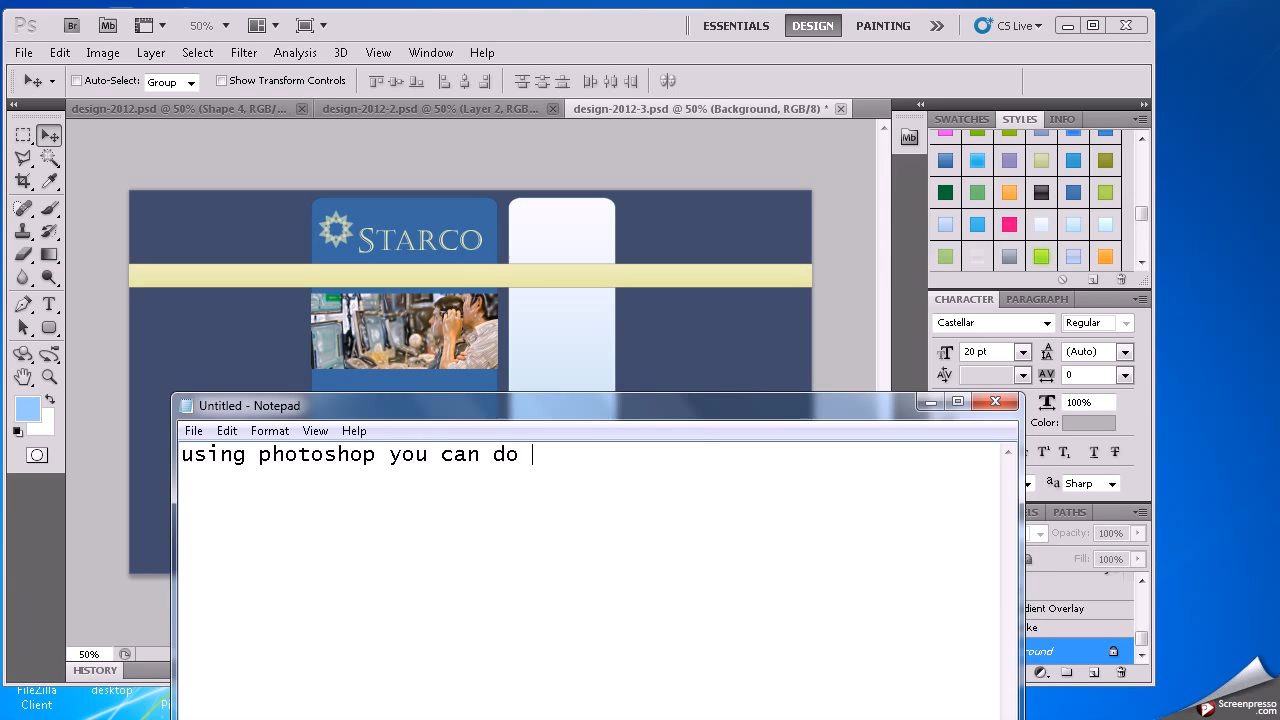 Ps Br Mb 50% ESSENTIALS DESIGN PAINTING CS Live
File Edit Image Layer Select Filter Analysis 3D View Window Help
Auto-Select: Group Show Transform Controls
design-2012.psd @ 50% (Shape 4, RGB/... design-2012-2.psd @ 50% (Layer 2, RGB... design-2012-3.psd @ 50% (Background, RGB/8) *
Mb
SWATCHES STYLES INFO
STARCO
CHARACTER PARAGRAPH
Castellar Regular
20 pt (Auto)
0
100%
Color:
Sharp
PATHS
Opacity: 100%
Fill: 100%
dient Overlay
ke
round
Untitled - Notepad
File Edit Format View Help
using photoshop you can do
50%
HISTORY
FileZilla
Client
desktop
Screenpresso
.com